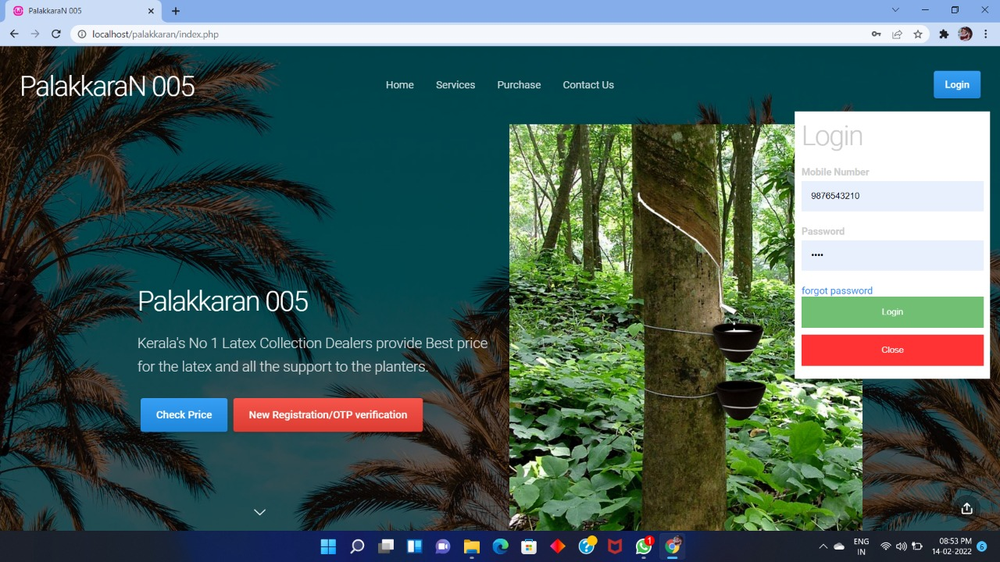 PalakkaraN 005
localhost/palakkaran/index.php
PalakkaraN 005
Home
Services
Purchase
Contact Us
Login
Login
Mobile Number
9876543210
Password
••••
forgot password
Login
Close
Palakkaran 005
Kerala's No 1 Latex Collection Dealers provide Best price
for the latex and all the support to the planters.
Check Price
New Registration/OTP verification
1
ENG
IN
08:53 PM
14-02-2022
6